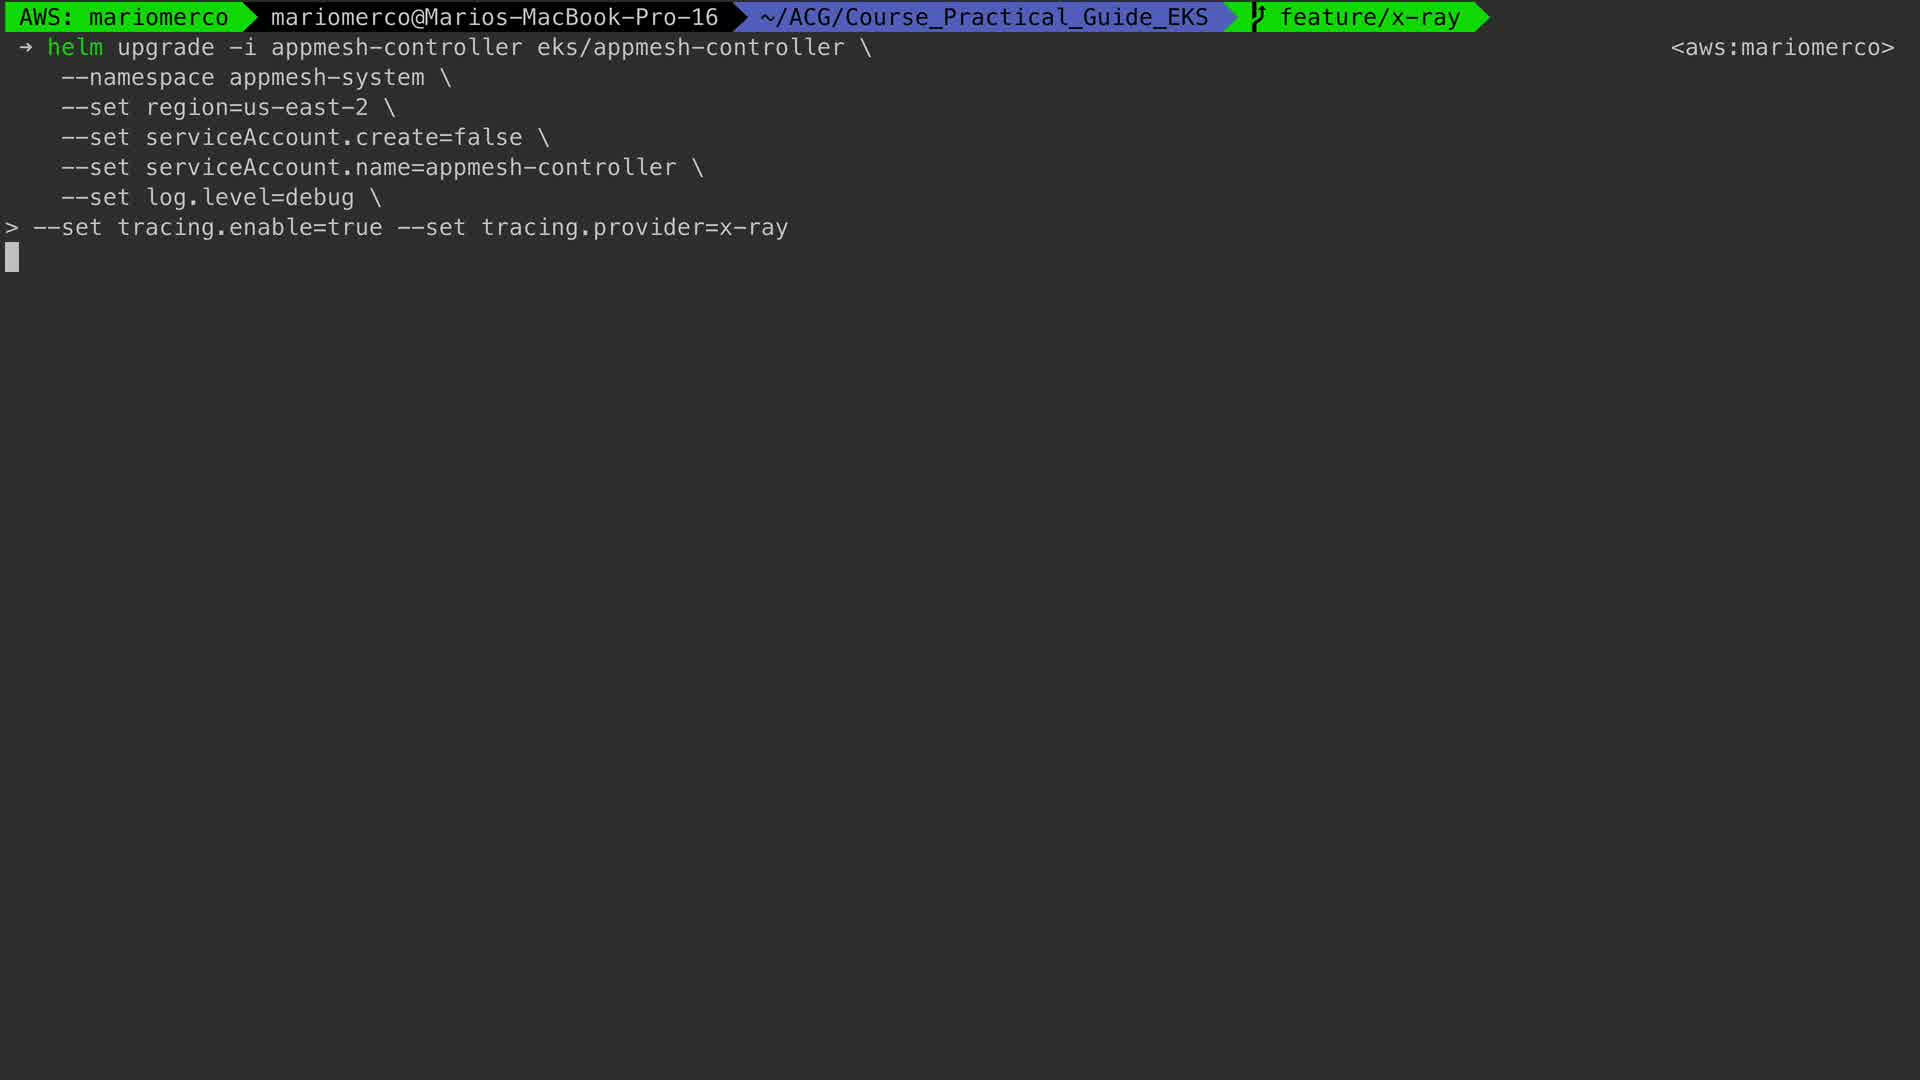 AWS: mariomerco mariomerco@Marios-MacBook-Pro-16 ~/ACG/Course_Practical_Guide_EKS feature/x-ray
➜ helm upgrade -i appmesh-controller eks/appmesh-controller \ <aws:mariomerco>
    --namespace appmesh-system \
    --set region=us-east-2 \
    --set serviceAccount.create=false \
    --set serviceAccount.name=appmesh-controller \
    --set log.level=debug \
> --set tracing.enable=true --set tracing.provider=x-ray